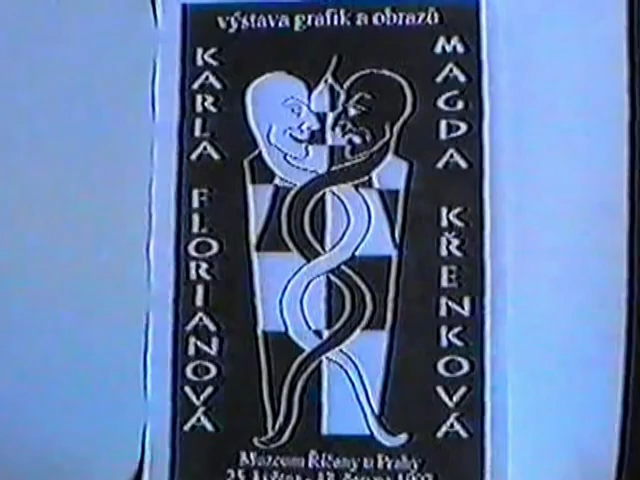 výstava grafik a obrazů
KARLA FLORIANOVÁ
MAGDA KŘENKOVÁ
Muzeum Říčany u Prahy